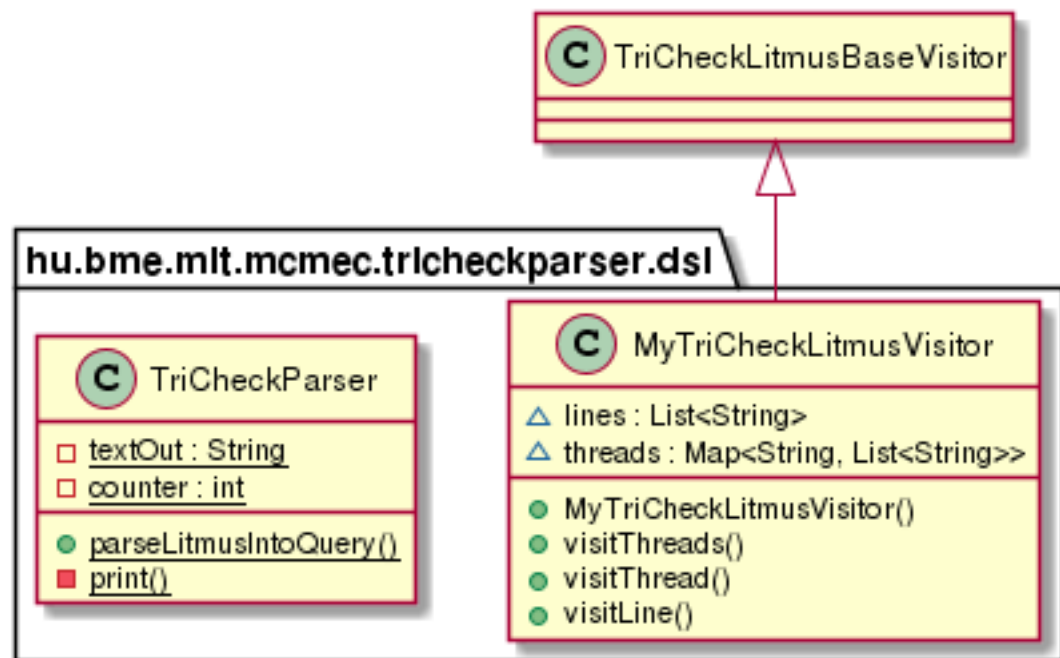 C TriCheckLitmusBaseVisitor
hu.bme.mit.mcmec.tricheckparser.dsl
C TriCheckParser
textOut : String
counter : int
parseLitmusIntoQuery()
print()
C MyTriCheckLitmusVisitor
lines : List<String>
threads : Map<String, List<String>>
MyTriCheckLitmusVisitor()
visitThreads()
visitThread()
visitLine()